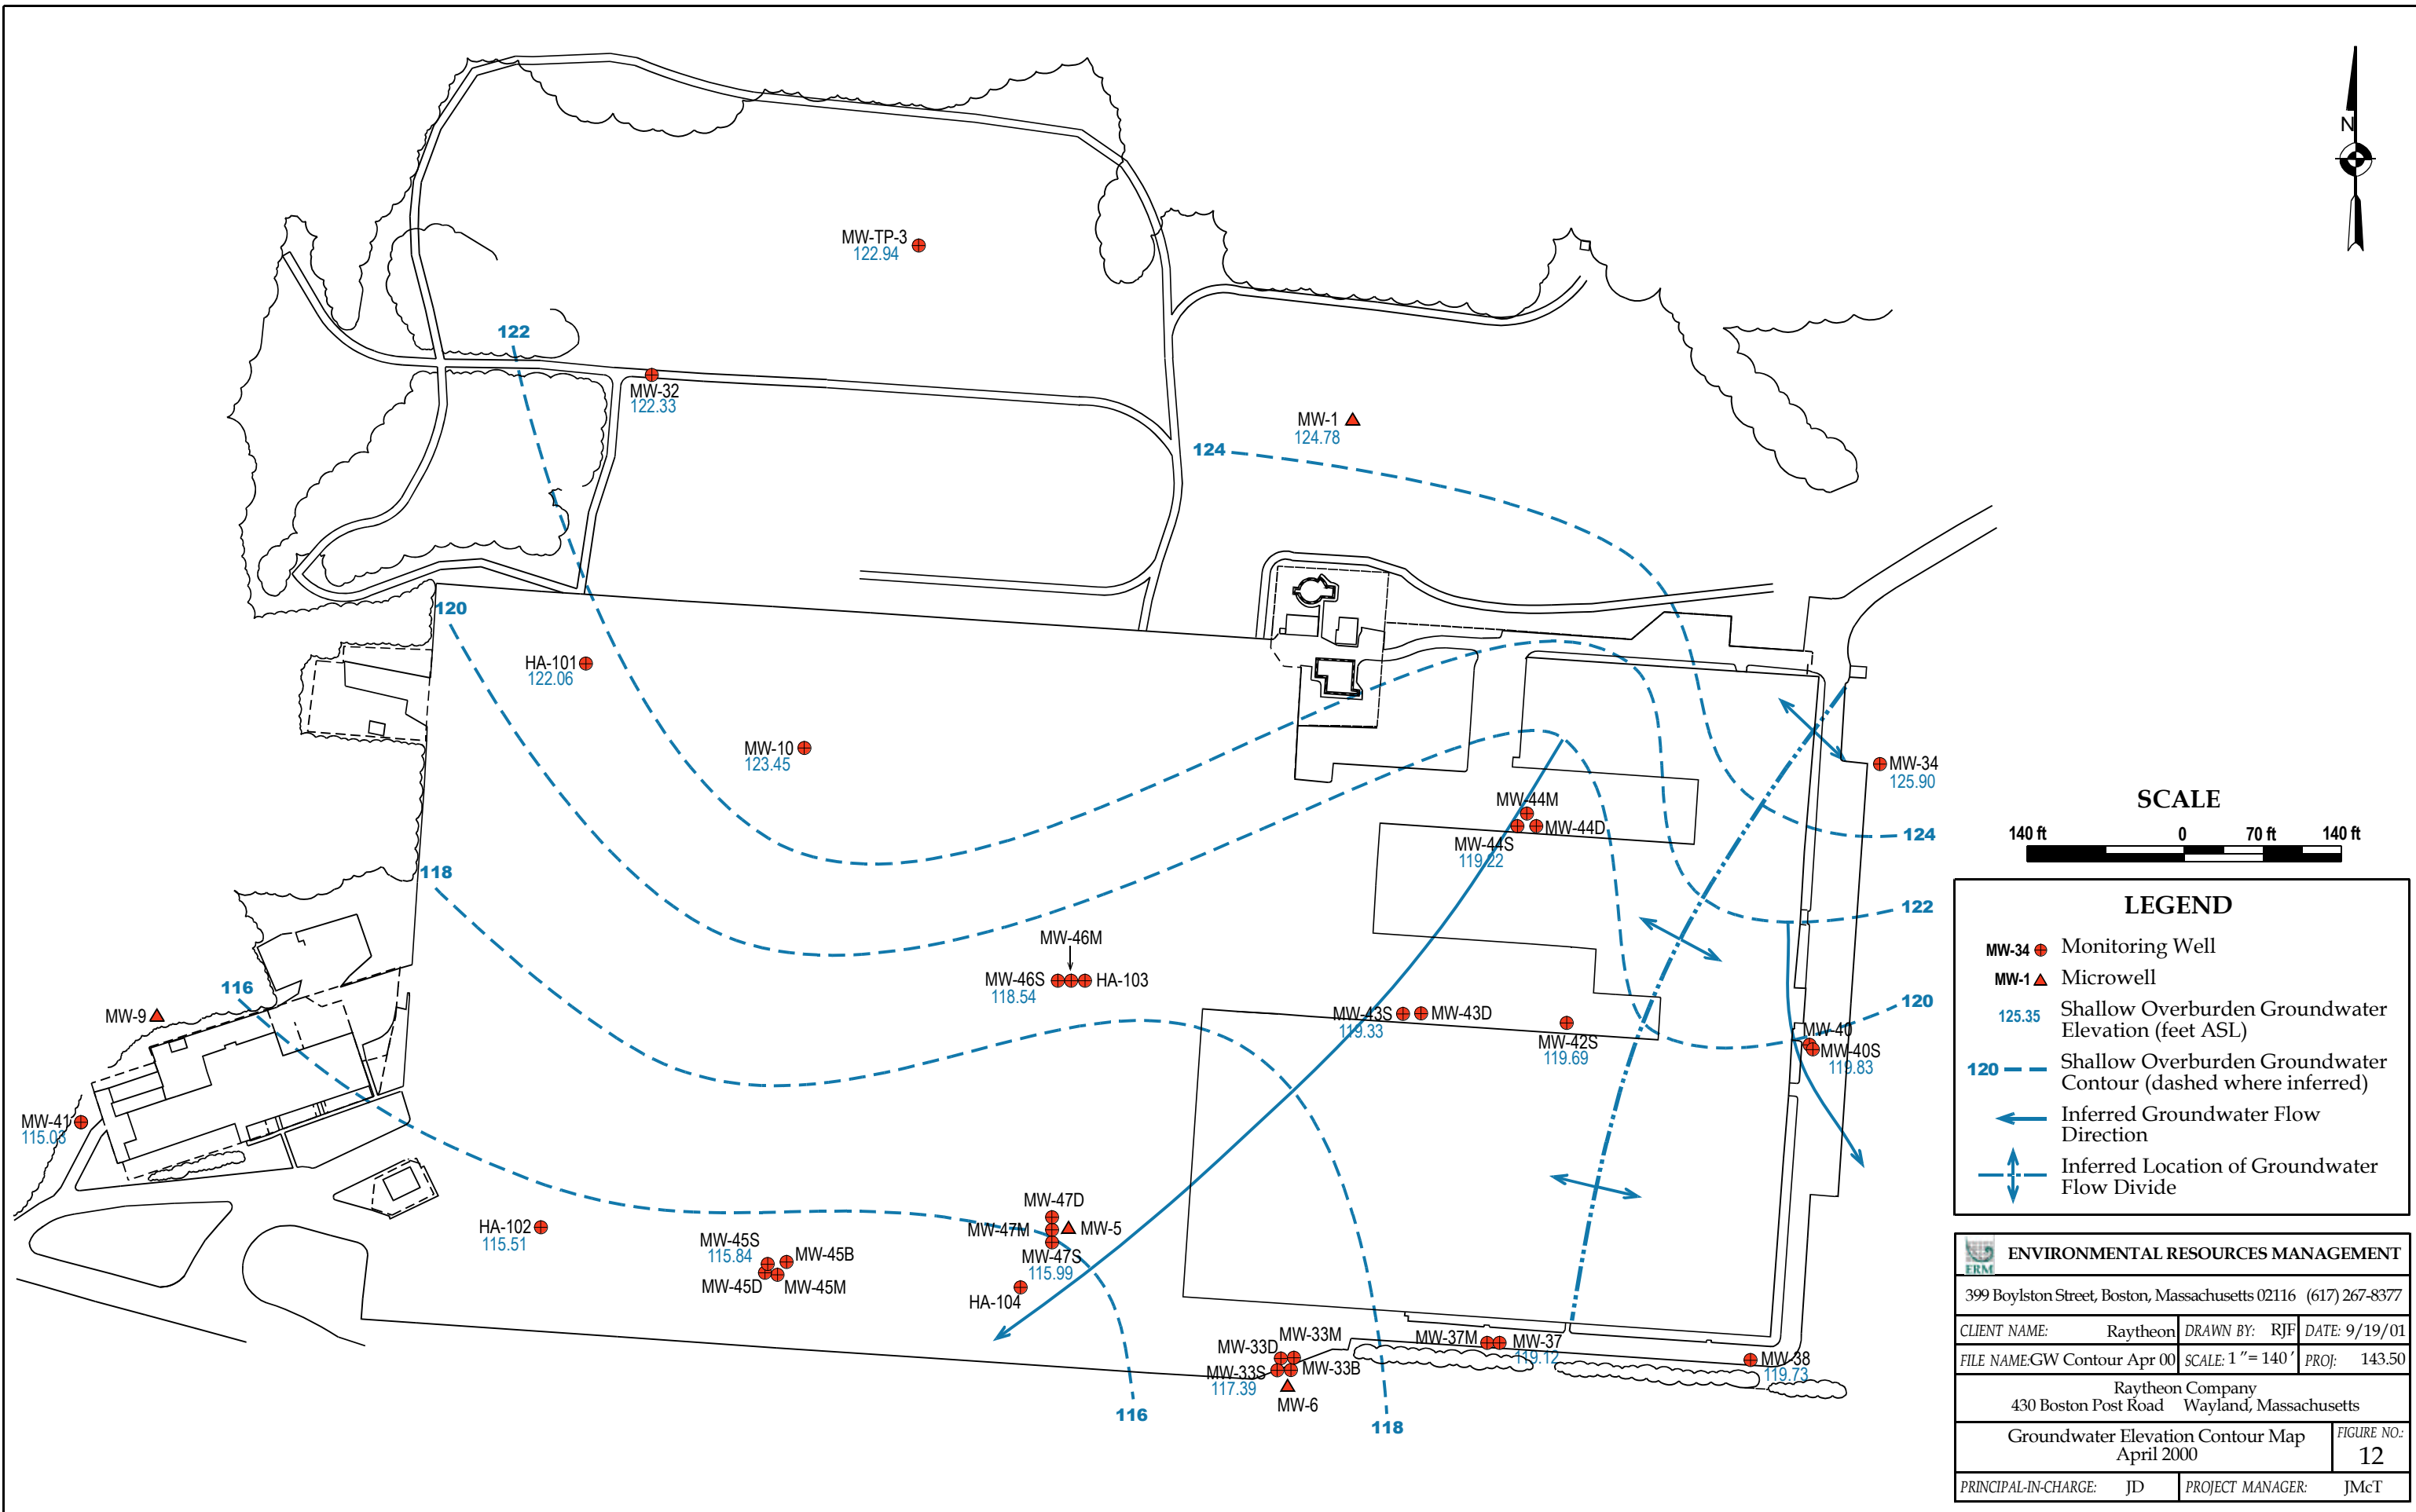 N
MW-TP-3
122.94
122
MW-32
122.33
MW-1
124.78
124
120
HA-101
122.06
MW-10
123.45
MW-34
125.90
124
MW-44M
MW-44D
MW-44S
119.22
118
122
MW-46M
MW-46S
HA-103
118.54
116
MW-9
120
MW-43S
MW-43D
119.33
MW-42S
119.69
MW-40
MW-40S
119.83
MW-41
115.03
MW-47D
MW-47M
MW-5
MW-47S
115.99
HA-102
115.51
MW-45S
115.84
MW-45B
MW-45D
MW-45M
HA-104
MW-33M
MW-33D
MW-33S
MW-33B
117.39
MW-6
MW-37M
MW-37
119.12
MW-38
119.73
116
118
SCALE
140 ft 0 70 ft 140 ft
LEGEND
MW-34 Monitoring Well
MW-1 Microwell
125.35 Shallow Overburden Groundwater
Elevation (feet ASL)
120 Shallow Overburden Groundwater
Contour (dashed where inferred)
Inferred Groundwater Flow
Direction
Inferred Location of Groundwater
Flow Divide
ERM
ENVIRONMENTAL RESOURCES MANAGEMENT
399 Boylston Street, Boston, Massachusetts 02116 (617) 267-8377
CLIENT NAME: Raytheon DRAWN BY: RJF DATE: 9/19/01
FILE NAME:GW Contour Apr 00 SCALE: 1 "= 140 ' PROJ: 143.50
Raytheon Company
430 Boston Post Road Wayland, Massachusetts
Groundwater Elevation Contour Map
April 2000
FIGURE NO.:
12
PRINCIPAL-IN-CHARGE: JD PROJECT MANAGER: JMcT